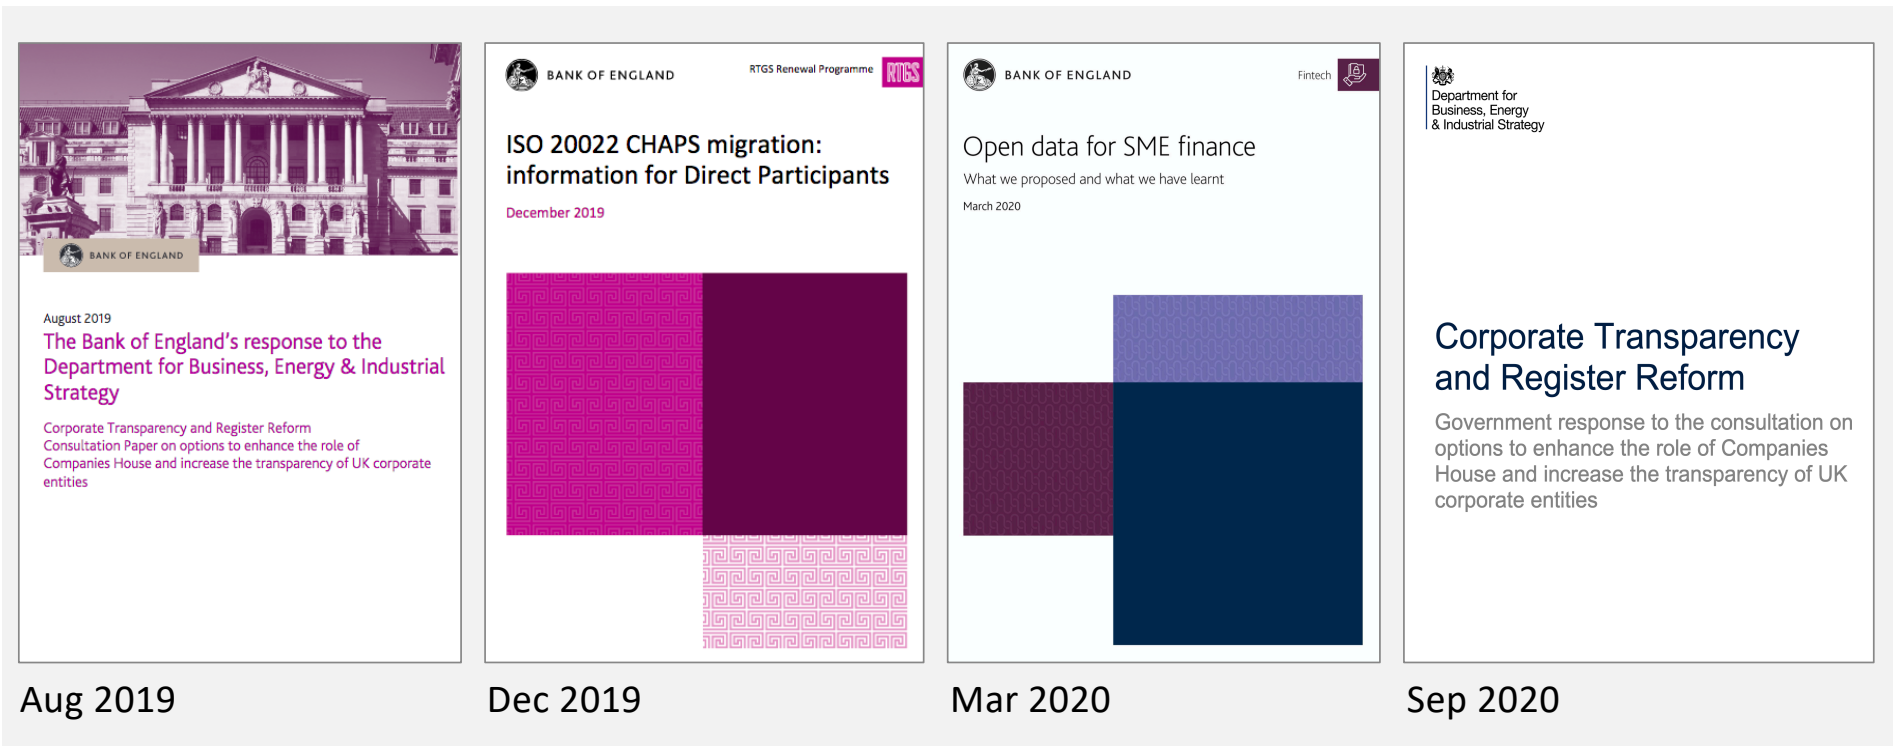 BANK OF ENGLAND
August 2019
The Bank of England's response to the
Department for Business, Energy & Industrial
Strategy
Corporate Transparency and Register Reform
Consultation Paper on options to enhance the role of
Companies House and increase the transparency of UK corporate
entities
Aug 2019
BANK OF ENGLAND
RTGS Renewal Programme
RTGS
ISO 20022 CHAPS migration:
information for Direct Participants
December 2019
Dec 2019
BANK OF ENGLAND
Fintech
Open data for SME finance
What we proposed and what we have learnt
March 2020
Mar 2020
Department for
Business, Energy
& Industrial Strategy
Corporate Transparency
and Register Reform
Government response to the consultation on
options to enhance the role of Companies
House and increase the transparency of UK
corporate entities
Sep 2020